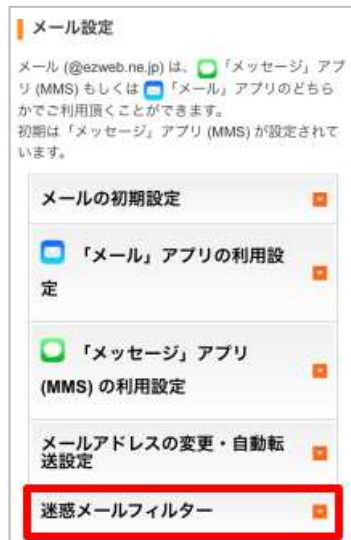 メール設定
メール (@ezweb.ne.jp) は、「メッセージ」アプ
リ (MMS) もしくは「メール」アプリのどちら
かでご利用頂くことができます。
初期は「メッセージ」アプリ (MMS) が設定されて
います。
メールの初期設定
「メール」アプリの利用設
定
「メッセージ」アプリ
(MMS) の利用設定
メールアドレスの変更・自動転
送設定
迷惑メールフィルター